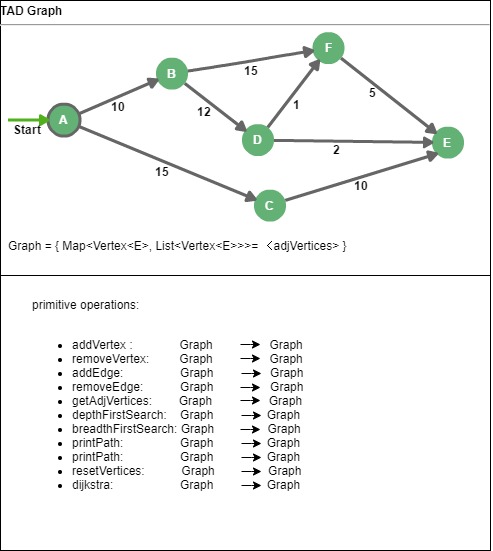 TAD Graph
F
B
15
5
10
12
1
A
D
E
Start
2
15
10
C
Graph = { Map<Vertex<E>, List<Vertex<E>>>= <adjVertices> }
primitive operations:
• addVertex : Graph → Graph
• removeVertex: Graph → Graph
• addEdge: Graph → Graph
• removeEdge: Graph → Graph
• getAdjVertices: Graph → Graph
• depthFirstSearch: Graph → Graph
• breadthFirstSearch: Graph → Graph
• printPath: Graph → Graph
• printPath: Graph → Graph
• resetVertices: Graph → Graph
• dijkstra: Graph → Graph